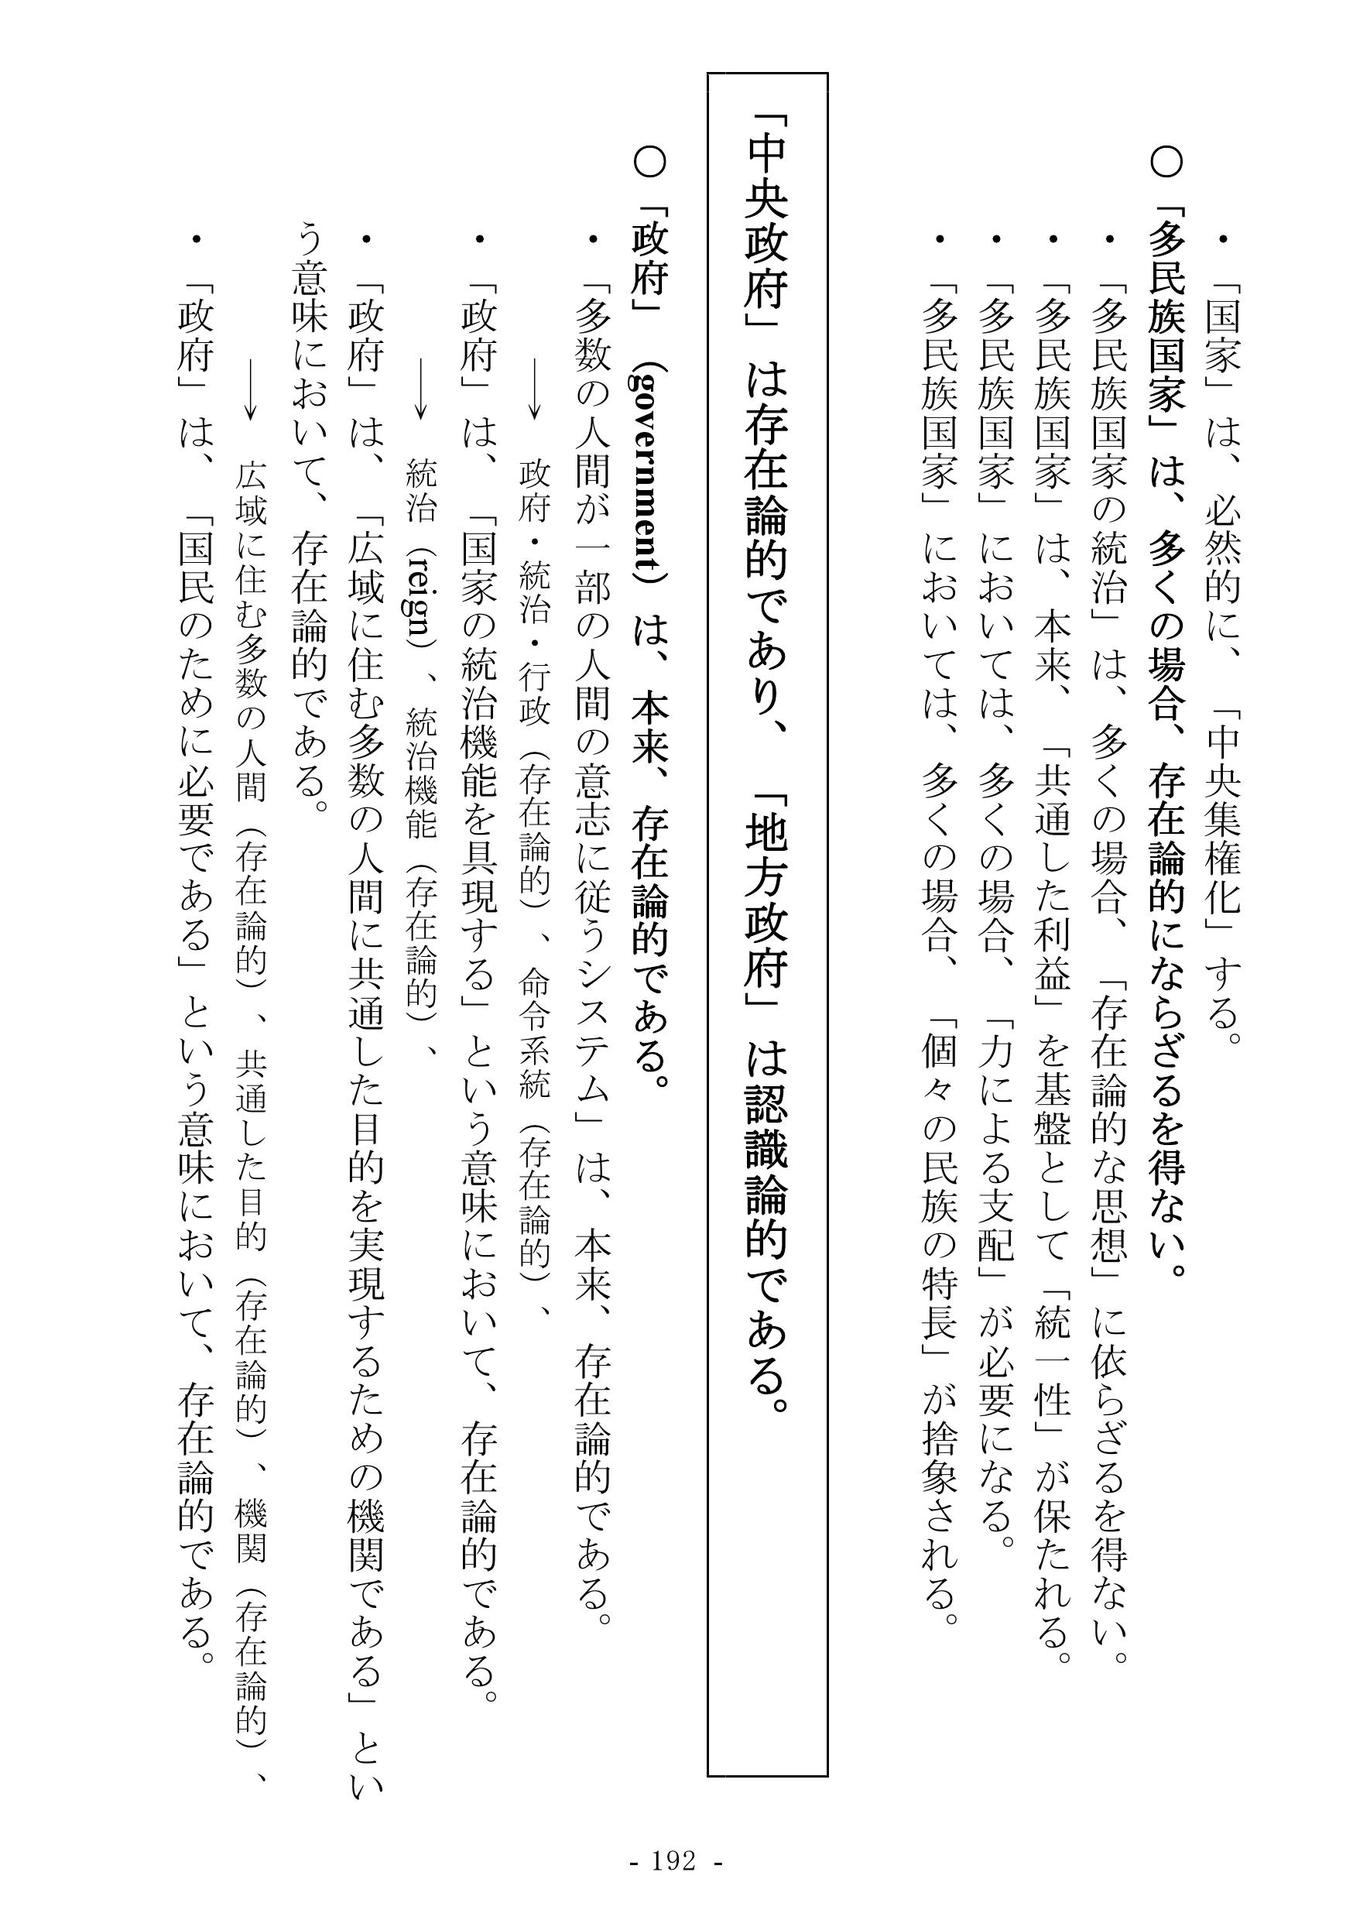 ・「国家」は、必然的に、「中央集権化」する。
○「多民族国家」は、多くの場合、存在論的にならざるを得ない。
・「多民族国家の統治」は、多くの場合、「存在論的な思想」に依らざるを得ない。
・「多民族国家」は、本来、「共通した利益」を基盤として「統一性」が保たれる。
・「多民族国家」においては、多くの場合、「力による支配」が必要になる。
・「多民族国家」においては、多くの場合、「個々の民族の特長」が捨象される。
「中央政府」は存在論的であり、「地方政府」は認識論的である。
○「政府」（government）は、本来、存在論的である。
・「多数の人間が一部の人間の意志に従うシステム」は、本来、存在論的である。
→ 政府・統治・行政（存在論的）、命令系統（存在論的）、
・「政府」は、「国家の統治機能を具現する」という意味において、存在論的である。
→ 統治（reign）、統治機能（存在論的）、
・「政府」は、「広域に住む多数の人間に共通した目的を実現するための機関である」とい
う意味において、存在論的である。
→ 広域に住む多数の人間（存在論的）、共通した目的（存在論的）、機関（存在論的）、
・「政府」は、「国民のために必要である」という意味において、存在論的である。
- 192 -